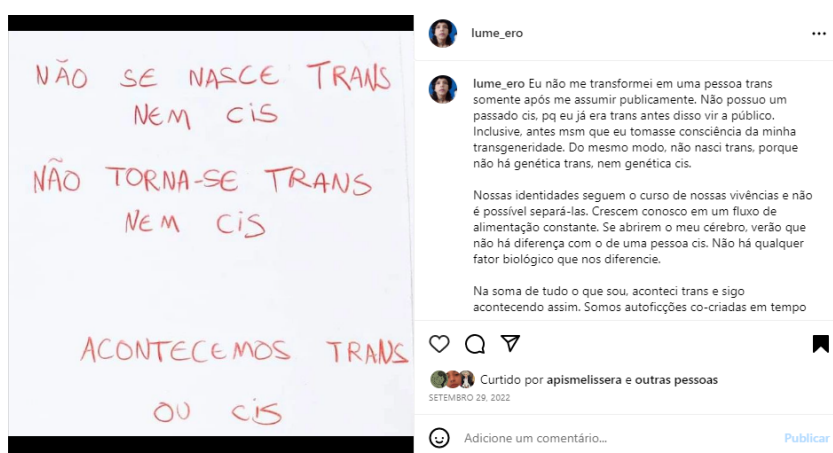 NÃO SE NASCE TRANS
NEM CIS
NÃO TORNA-SE TRANS
NEM CIS
ACONTECEMOS TRANS
OU CIS
lume_ero
lume_ero Eu não me transformei em uma pessoa trans
somente após me assumir publicamente. Não possuo um
passado cis, pq eu já era trans antes disso vir a público.
Inclusive, antes msm que eu tomasse consciência da minha
transgeneridade. Do mesmo modo, não nasci trans, porque
não há genética trans, nem genética cis.
Nossas identidades seguem o curso de nossas vivências e não
é possível separá-las. Crescem conosco em um fluxo de
alimentação constante. Se abrirem o meu cérebro, verão que
não há diferença com o de uma pessoa cis. Não há qualquer
fator biológico que nos diferencie.
Na soma de tudo o que sou, aconteci trans e sigo
acontecendo assim. Somos autoficções co-criadas em tempo
Curtido por apismelissera e outras pessoas
SETEMBRO 29, 2022
Adicione um comentário...
Publicar